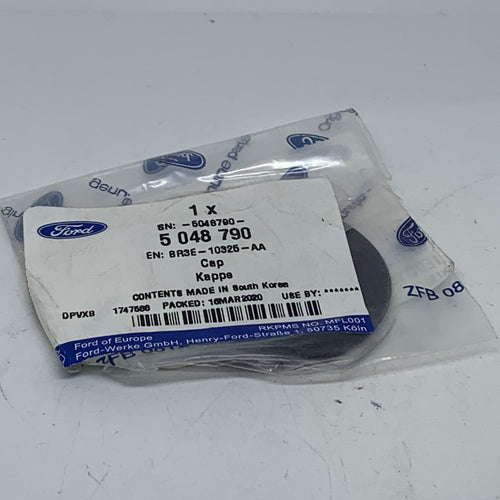 Ford
1 x
SN: -5048790-
5 048 790
EN: BR3E-10325-AA
Cap
Kappe
CONTENTS MADE IN South Korea
DPVXB 1747566 PACKED: 16MAR2020 USE BY: *******
RKPMS NO. MFL001
Ford of Europe
Ford-Werke GmbH, Henry-Ford-Straße 1, 50735 Köln
ZFB 08